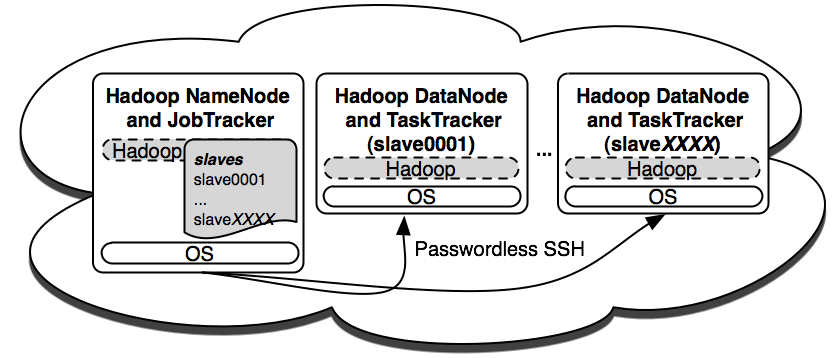 Hadoop NameNode
and JobTracker
Hadoop
slaves
slave0001
...
slaveXXXX
OS
Hadoop DataNode
and TaskTracker
(slave0001)
Hadoop
OS
...
Hadoop DataNode
and TaskTracker
(slaveXXXX)
Hadoop
OS
Passwordless SSH